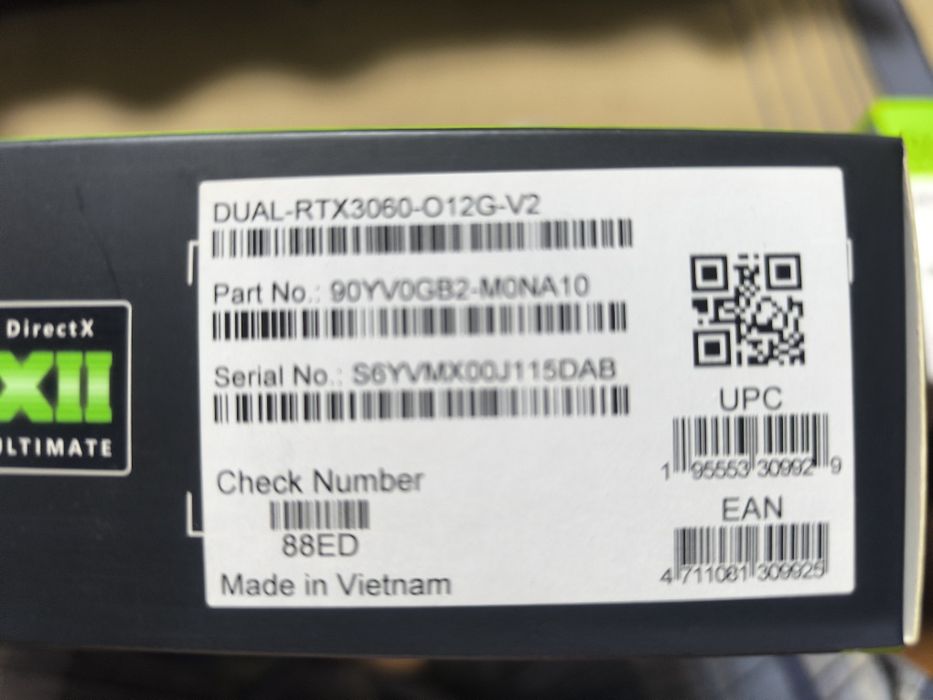 DirectX
XII
ULTIMATE
DUAL-RTX3060-O12G-V2
Part No.: 90YV0GB2-M0NA10
Serial No.: S6YVMX00J115DAB
Check Number
88ED
Made in Vietnam
UPC
1 95553 30992 9
EAN
4 711081 309925